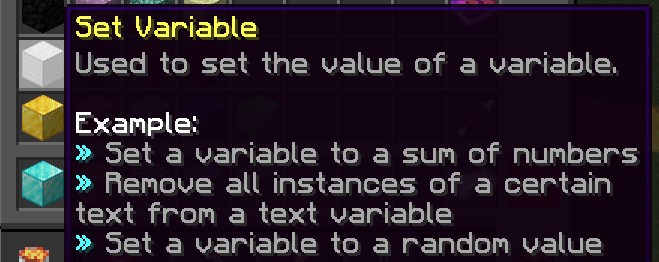 Set Variable
Used to set the value of a variable.
Example:
» Set a variable to a sum of numbers
» Remove all instances of a certain
text from a text variable
» Set a variable to a random value